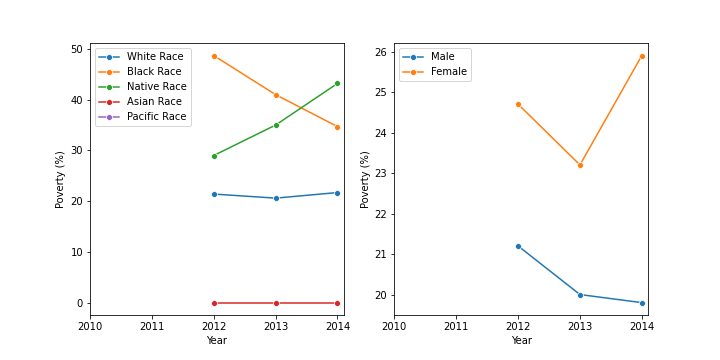 White Race
Black Race
Native Race
Asian Race
Pacific Race
50
40
30
20
10
0
Poverty (%)
2010 2011 2012 2013 2014
Year
Male
Female
26
25
24
23
22
21
20
Poverty (%)
2010 2011 2012 2013 2014
Year